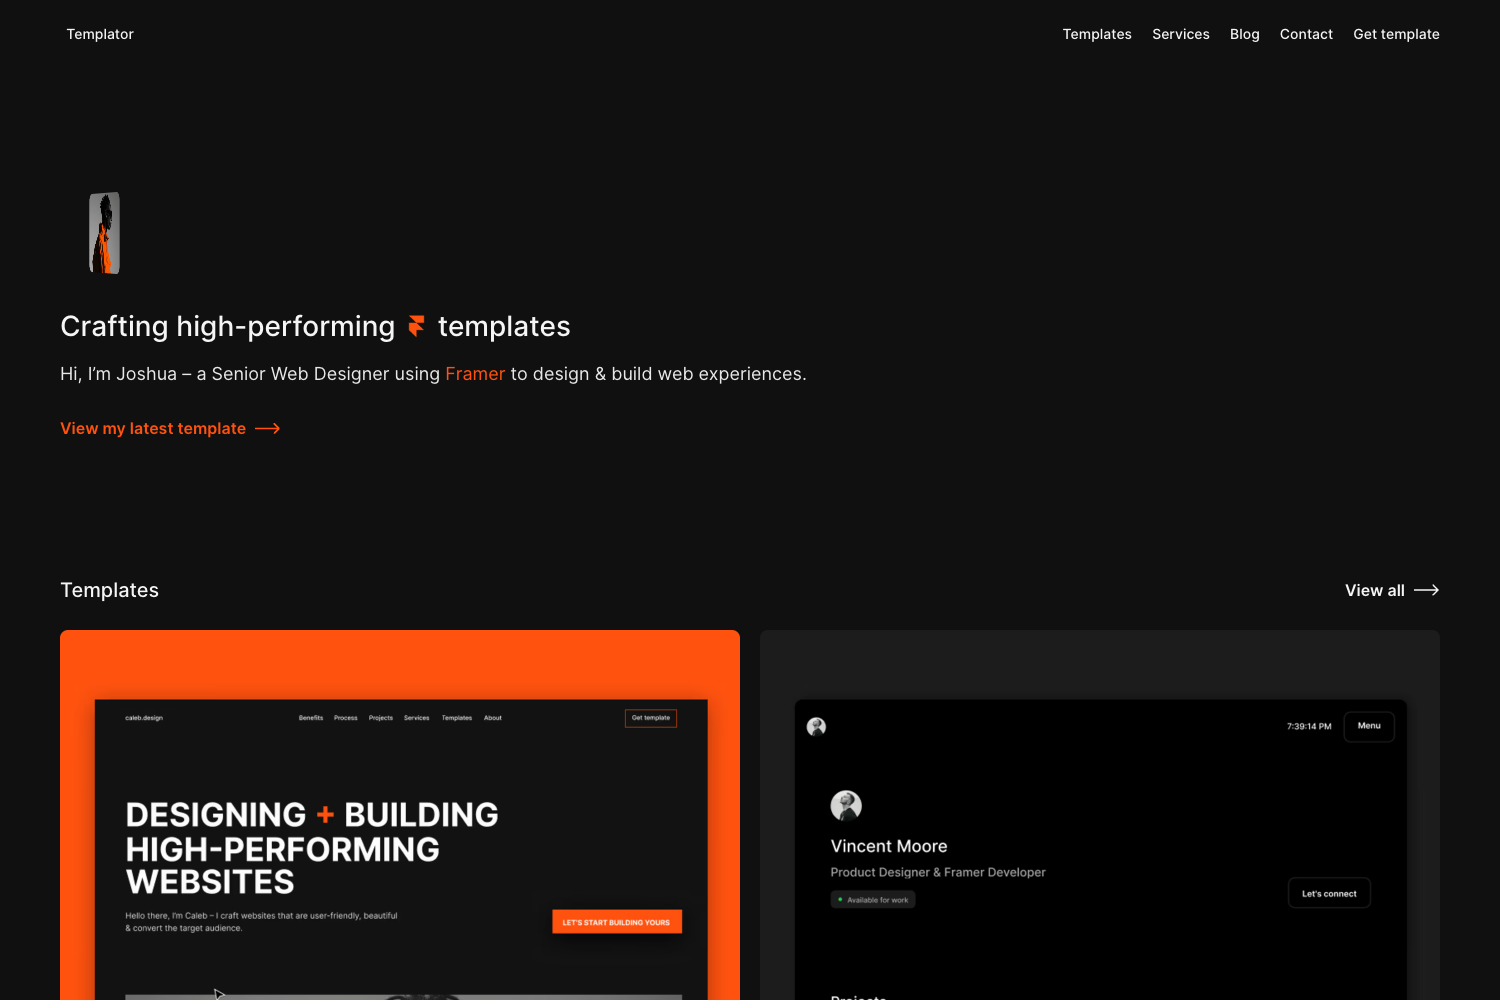 Templator
Templates Services Blog Contact Get template
Crafting high-performing templates
Hi, I’m Joshua – a Senior Web Designer using Framer to design & build web experiences.
View my latest template
Templates
View all
caleb.design
Benefits Process Projects Services Templates About
Get template
DESIGNING + BUILDING
HIGH-PERFORMING
WEBSITES
Hello there, I'm Caleb – I craft websites that are user-friendly, beautiful
& convert the target audience.
LET'S START BUILDING YOURS
7:39:14 PM
Menu
Vincent Moore
Product Designer & Framer Developer
Available for work
Let's connect
Projects